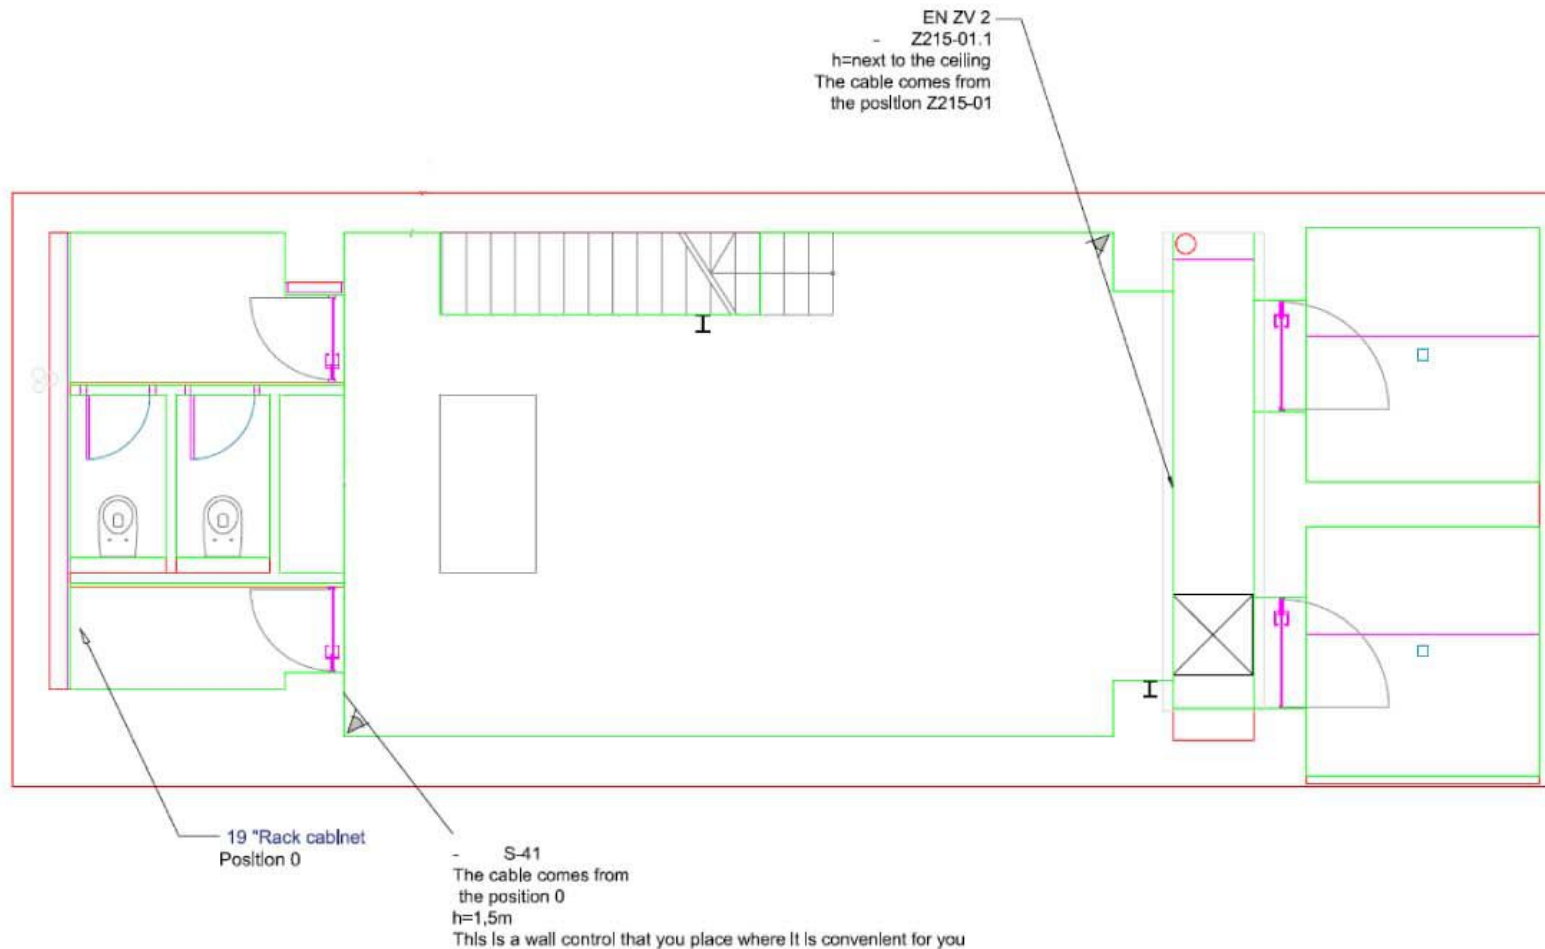 EN ZV 2
- Z215-01.1
h=next to the ceiling
The cable comes from
the position Z215-01
19 "Rack cabinet
Position 0
- S-41
The cable comes from
the position 0
h=1,5m
This is a wall control that you place where it is convenient for you